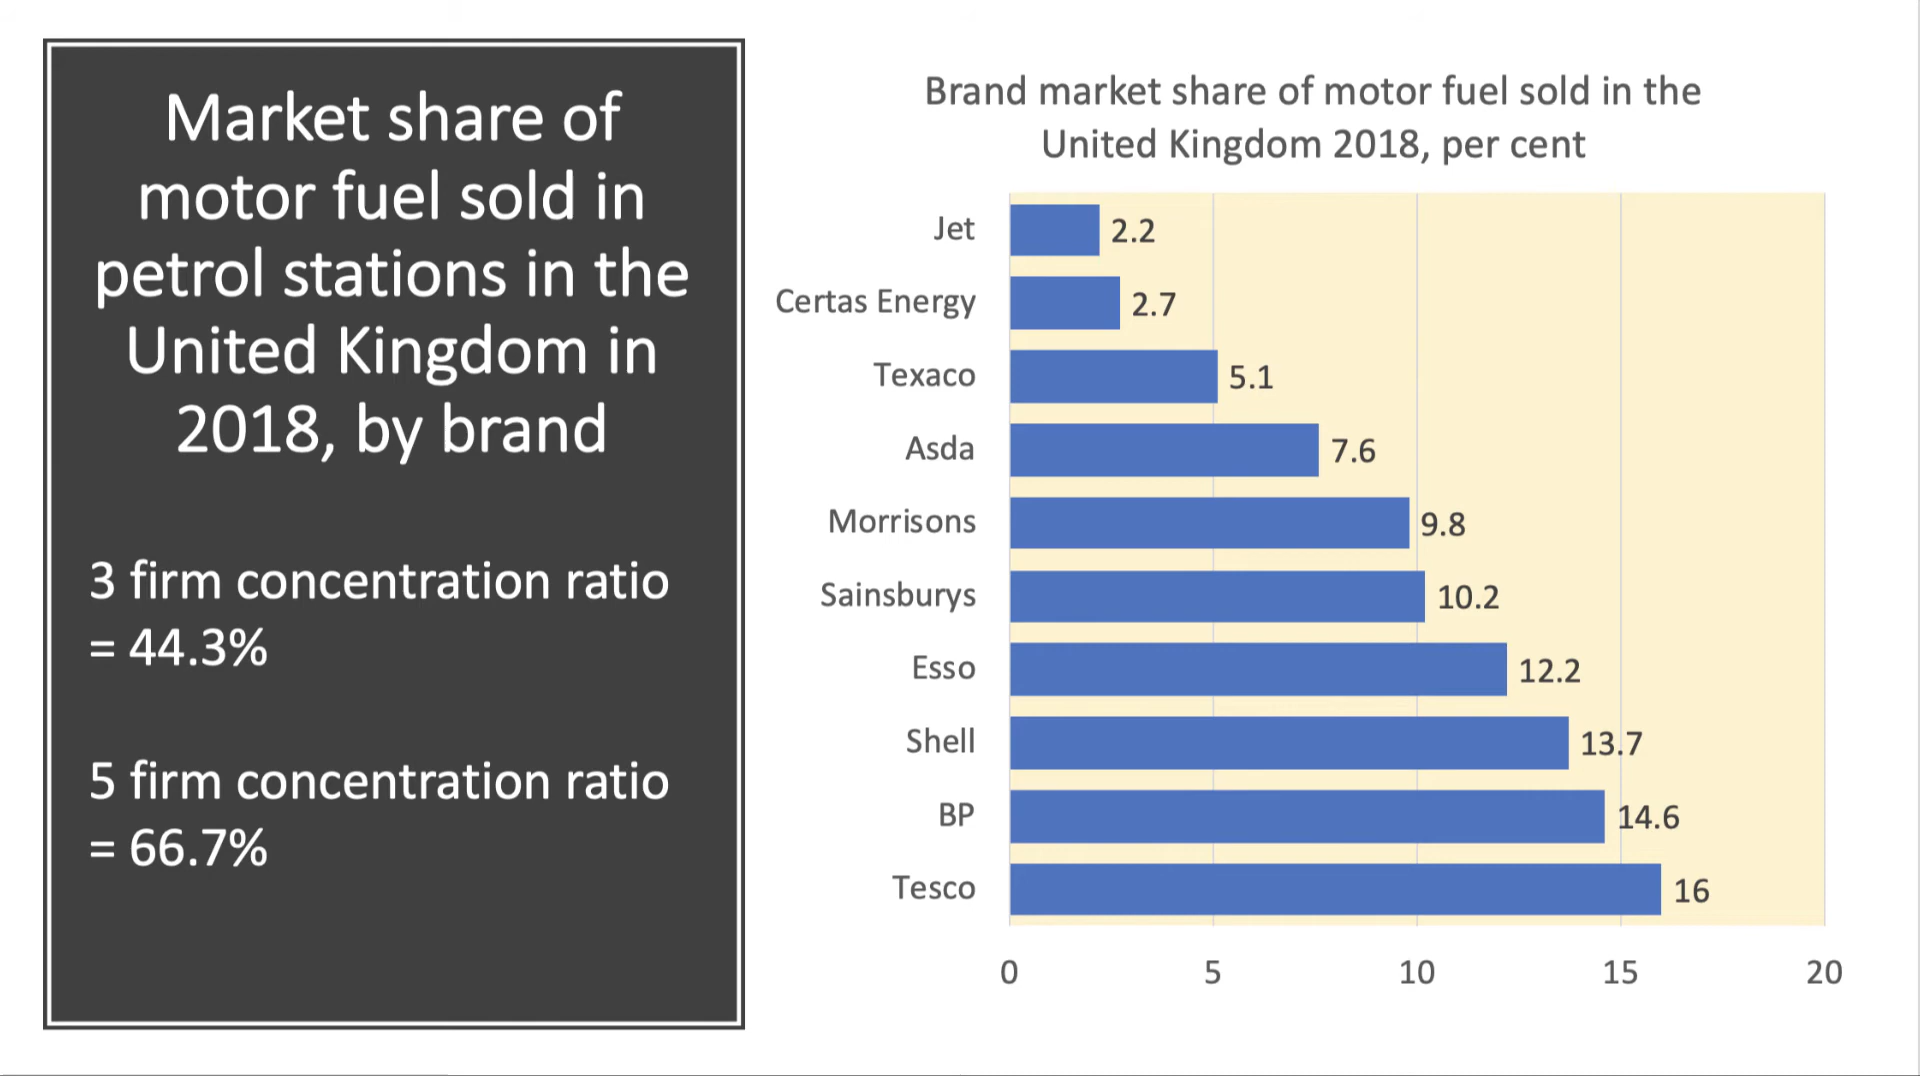 Market share of
motor fuel sold in
petrol stations in the
United Kingdom in
2018, by brand
3 firm concentration ratio
= 44.3%
5 firm concentration ratio
= 66.7%
Brand market share of motor fuel sold in the
United Kingdom 2018, per cent
Jet 2.2
Certas Energy 2.7
Texaco 5.1
Asda 7.6
Morrisons 9.8
Sainsburys 10.2
Esso 12.2
Shell 13.7
BP 14.6
Tesco 16
0 5 10 15 20